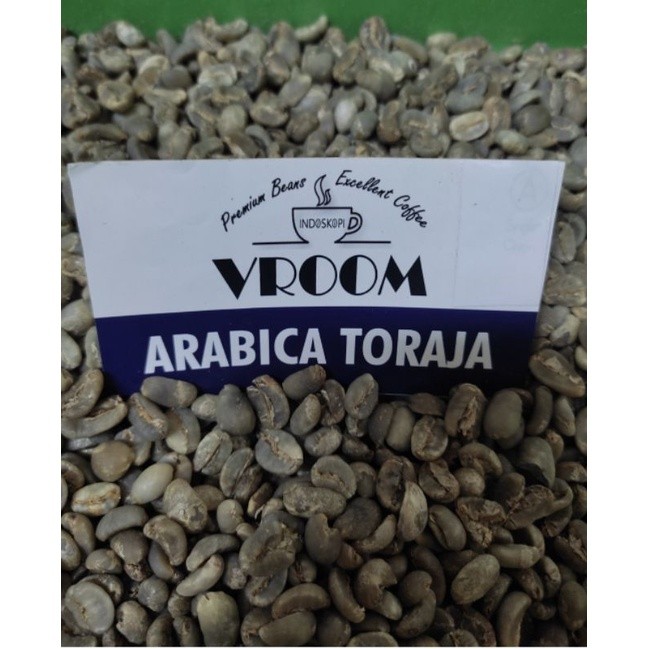 Premium Beans Excellent Coffee
INDOSKOPI
VROOM
ARABICA TORAJA